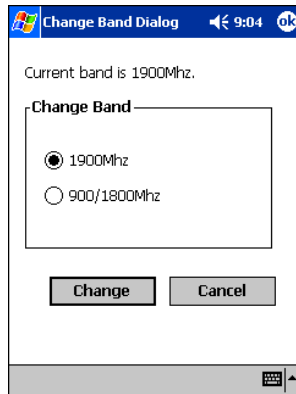 Change Band Dialog 9:04 ok
Current band is 1900Mhz.
Change Band
1900Mhz
900/1800Mhz
Change Cancel